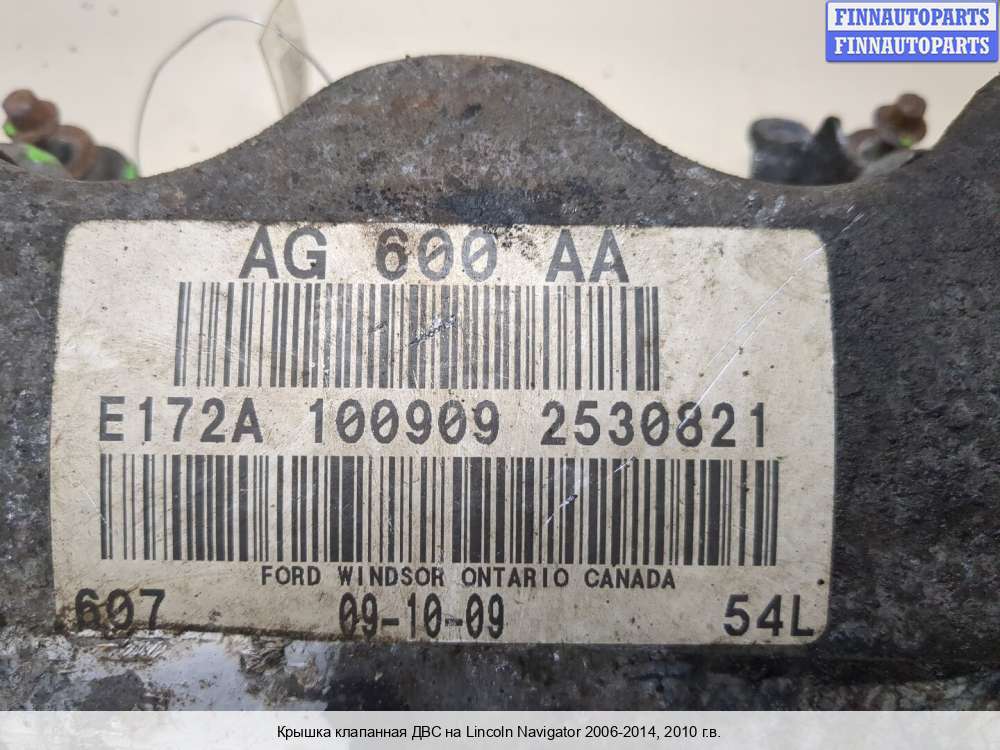 FINNAUTOPARTS
FINNAUTOPARTS
AG 600 AA
E172A 100909 2530821
FORD WINDSOR ONTARIO CANADA
607 09-10-09 54L
Крышка клапанная ДВС на Lincoln Navigator 2006-2014, 2010 г.в.